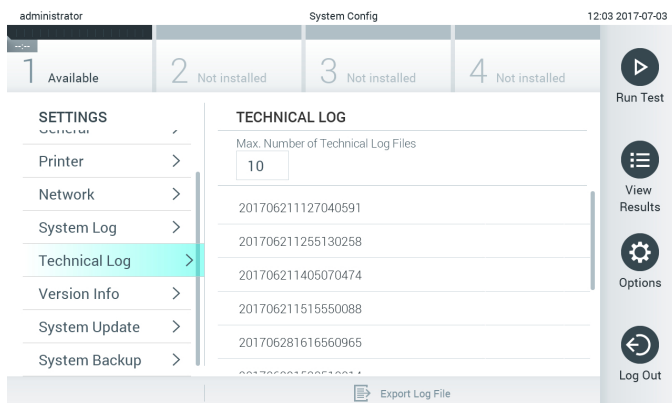 administrator
System Config
12:03 2017-07-03
--:--
1 Available
2 Not installed
3 Not installed
4 Not installed
SETTINGS
General
Printer
Network
System Log
Technical Log
Version Info
System Update
System Backup
TECHNICAL LOG
Max. Number of Technical Log Files
10
201706211127040591
201706211255130258
201706211405070474
201706211515550088
201706281616560965
Export Log File
Run Test
View
Results
Options
Log Out